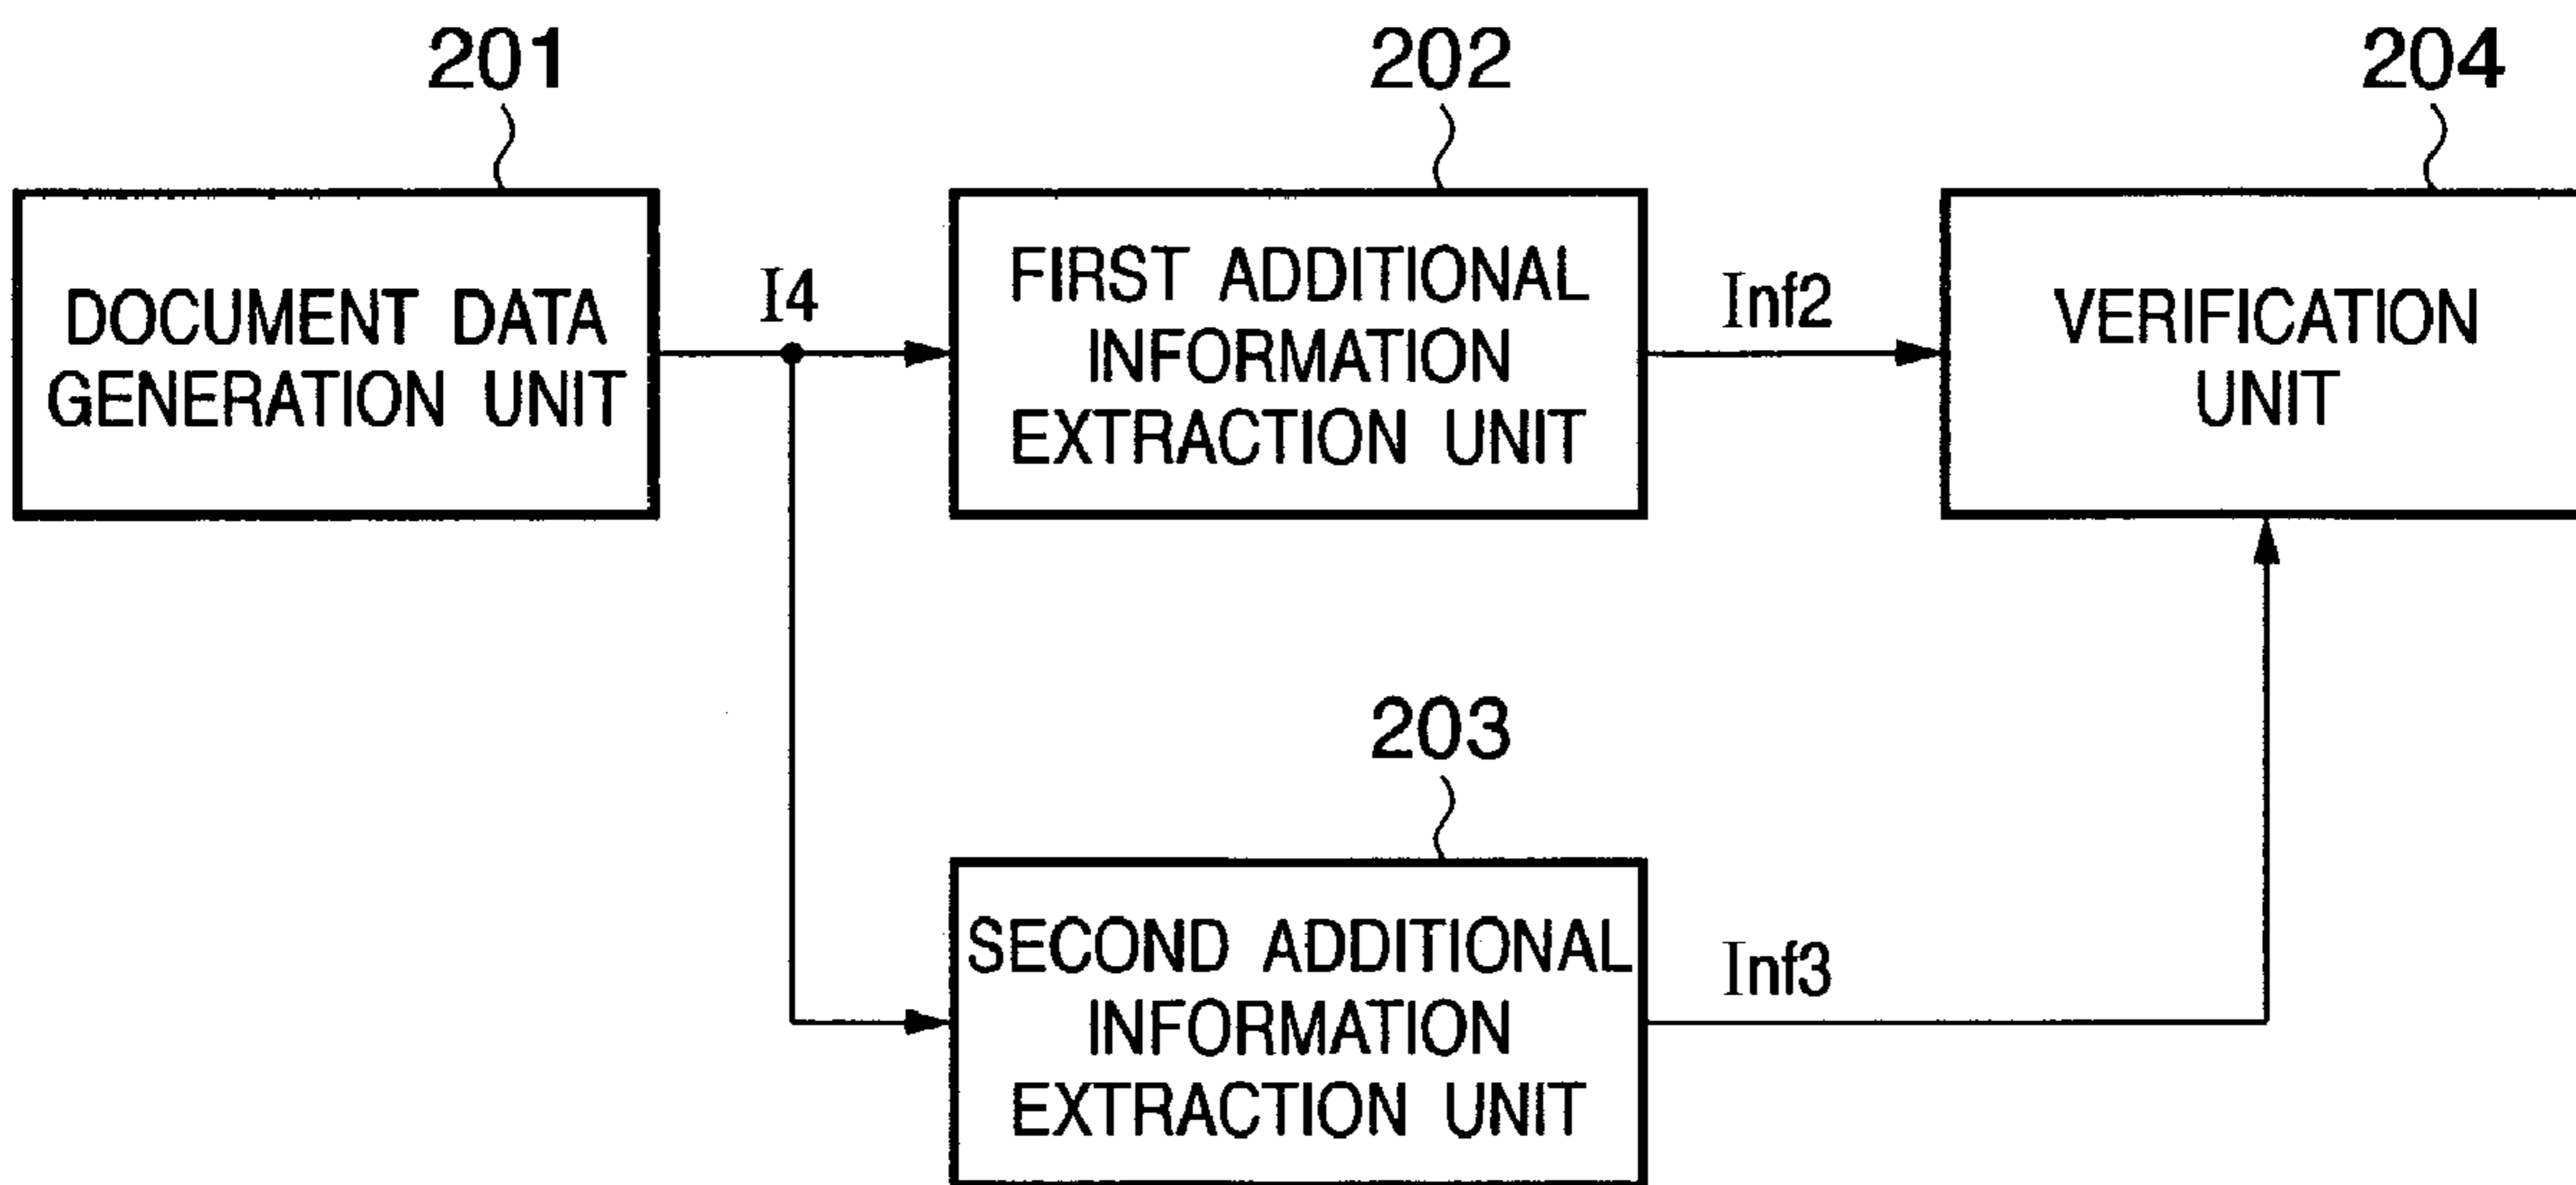 201
202
204
DOCUMENT DATA
GENERATION UNIT
I4
FIRST ADDITIONAL
INFORMATION
EXTRACTION UNIT
Inf2
VERIFICATION
UNIT
203
SECOND ADDITIONAL
INFORMATION
EXTRACTION UNIT
Inf3